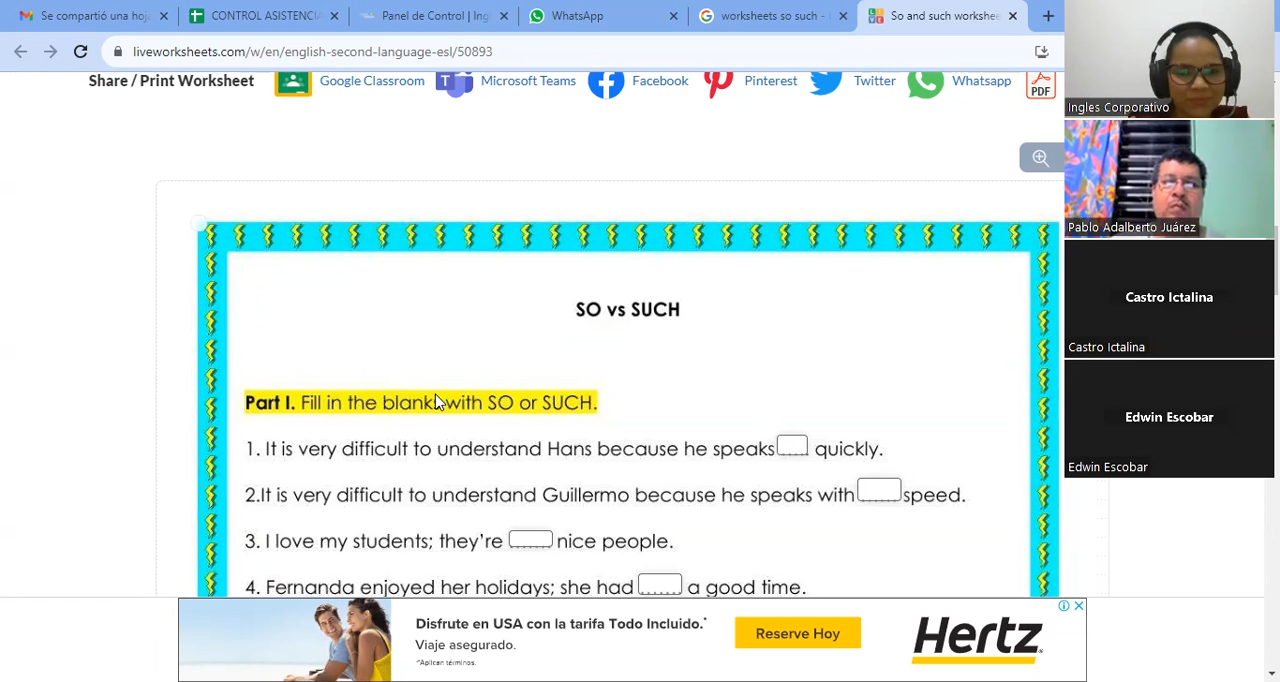 Se compartió una hoja
CONTROL ASISTENCIA
Panel de Control | Ingl
WhatsApp
worksheets so such -
So and such workshee
liveworksheets.com/w/en/english-second-language-esl/50893
Share / Print Worksheet
Google Classroom
Microsoft Teams
Facebook
Pinterest
Twitter
Whatsapp
PDF
Ingles Corporativo
Pablo Adalberto Juárez
Castro Ictalina
Castro Ictalina
Edwin Escobar
Edwin Escobar
SO vs SUCH
Part I. Fill in the blanks with SO or SUCH.
1. It is very difficult to understand Hans because he speaks quickly.
2.It is very difficult to understand Guillermo because he speaks with speed.
3. I love my students; they're nice people.
4. Fernanda enjoyed her holidays; she had a good time.
Disfrute en USA con la tarifa Todo Incluido.*
Viaje asegurado.
*Aplican términos.
Reserve Hoy
Hertz